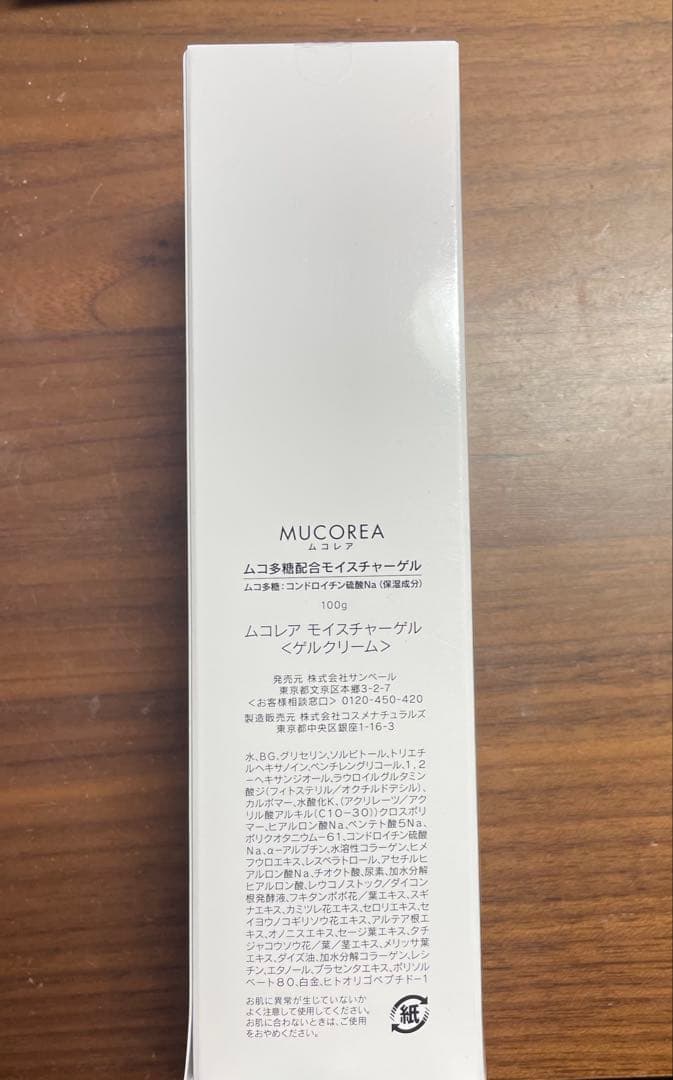 MUCOREA
ムコレア
ムコ多糖配合モイスチャーゲル
ムコ多糖:コンドロイチン硫酸Na(保湿成分)
100g
ムコレア モイスチャーゲル
<ゲルクリーム>
発売元 株式会社サンベール
東京都文京区本郷3-2-7
<お客様相談窓口> 0120-450-420
製造販売元 株式会社コスメナチュラルズ
東京都中央区銀座1-16-3
水、BG、グリセリン、ソルビトール、トリエチ
ルヘキサノイン、ペンチレングリコール、1,2
-ヘキサンジオール、ラウロイルグルタミン
酸ジ(フィトステリル/オクチルドデシル)、
カルボマー、水酸化K、(アクリレーツ/アク
リル酸アルキル(C10-30))クロスポリ
マー、ヒアルロン酸Na、ペンテト酸5Na、
ポリクオタニウム-61、コンドロイチン硫酸
Na、α-アルブチン、水溶性コラーゲン、ヒメ
フウロエキス、レスベラトロール、アセチルヒ
アルロン酸Na、チオクト酸、尿素、加水分解
ヒアルロン酸、レウコノストック/ダイコン
根発酵液、フキタンポポ花/葉エキス、スギ
ナエキス、カミツレ花エキス、セロリエキス、セ
イヨウノコギリソウ花エキス、アルテア根エ
キス、オノニスエキス、セージ葉エキス、タチ
ジャコウソウ花/葉/茎エキス、メリッサ葉
エキス、ダイズ油、加水分解コラーゲン、レシ
チン、エタノール、プラセンタエキス、ポリソル
ベート80、白金、ヒトオリゴペプチド-1
お肌に異常が生じていないか
よく注意して使用してください。
お肌に合わないときは、ご使用
をおやめください。
紙